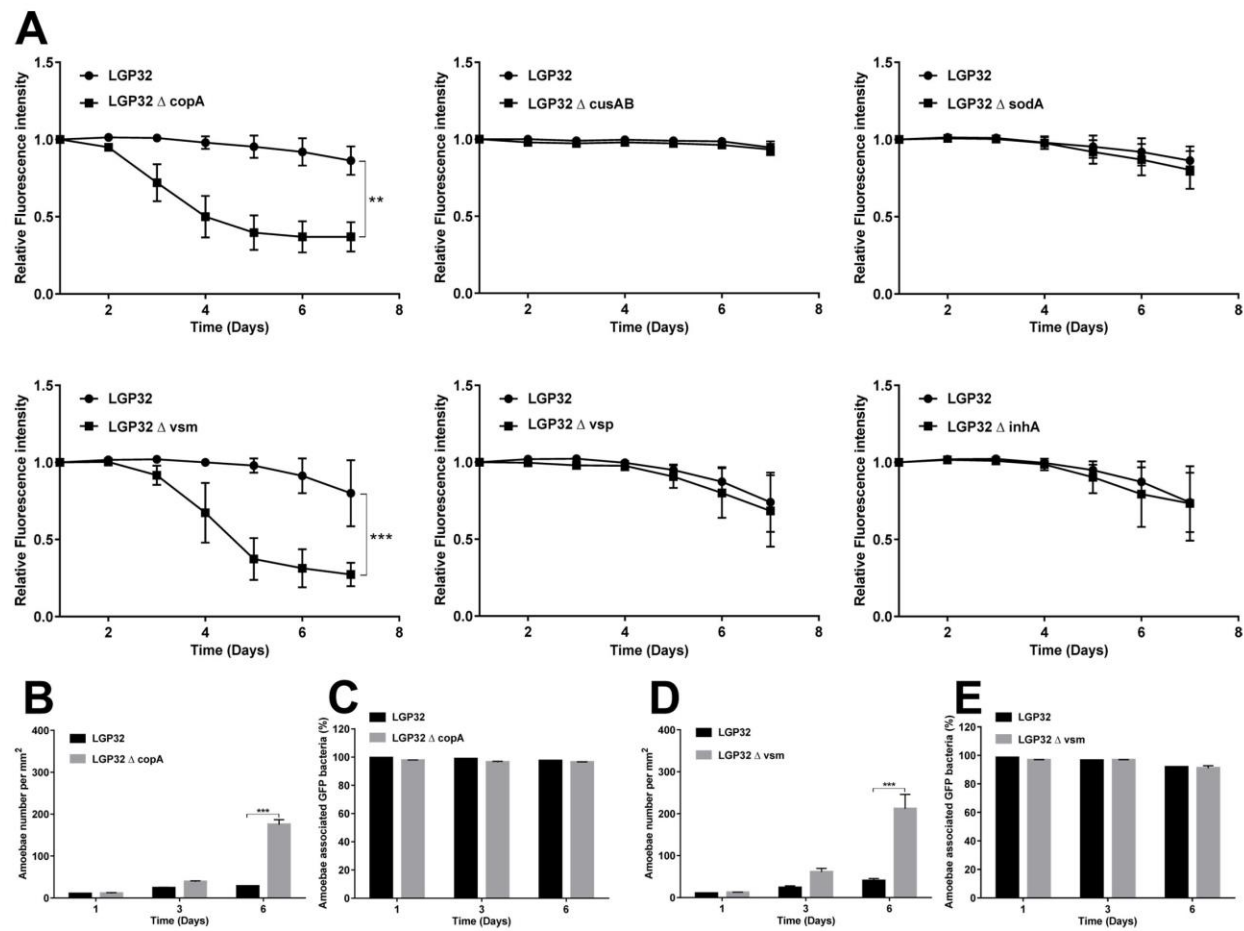 A
Relative Fluorescence intensity
1.5
1.0
0.5
0.0
LGP32
LGP32 Δ copA
**
2 4 6 8
Time (Days)
Relative Fluorescence intensity
1.5
1.0
0.5
0.0
LGP32
LGP32 Δ cusAB
2 4 6 8
Time (Days)
Relative Fluorescence intensity
1.5
1.0
0.5
0.0
LGP32
LGP32 Δ sodA
2 4 6 8
Time (Days)
Relative Fluorescence intensity
1.5
1.0
0.5
0.0
LGP32
LGP32 Δ vsm
***
2 4 6 8
Time (Days)
Relative Fluorescence intensity
1.5
1.0
0.5
0.0
LGP32
LGP32 Δ vsp
2 4 6 8
Time (Days)
Relative Fluorescence intensity
1.5
1.0
0.5
0.0
LGP32
LGP32 Δ inhA
2 4 6 8
Time (Days)
B
Amoebae number per mm²
400
300
200
100
0
LGP32
LGP32 Δ copA
***
1 3 6
Time (Days)
C
Amoebae associated GFP bacteria (%)
120
100
80
60
40
20
0
LGP32
LGP32 Δ copA
1 3 6
Time (Days)
D
Amoebae number per mm²
400
300
200
100
0
LGP32
LGP32 Δ vsm
***
1 3 6
Time (Days)
E
Amoebae associated GFP bacteria (%)
120
100
80
60
40
20
0
LGP32
LGP32 Δ vsm
1 3 6
Time (Days)